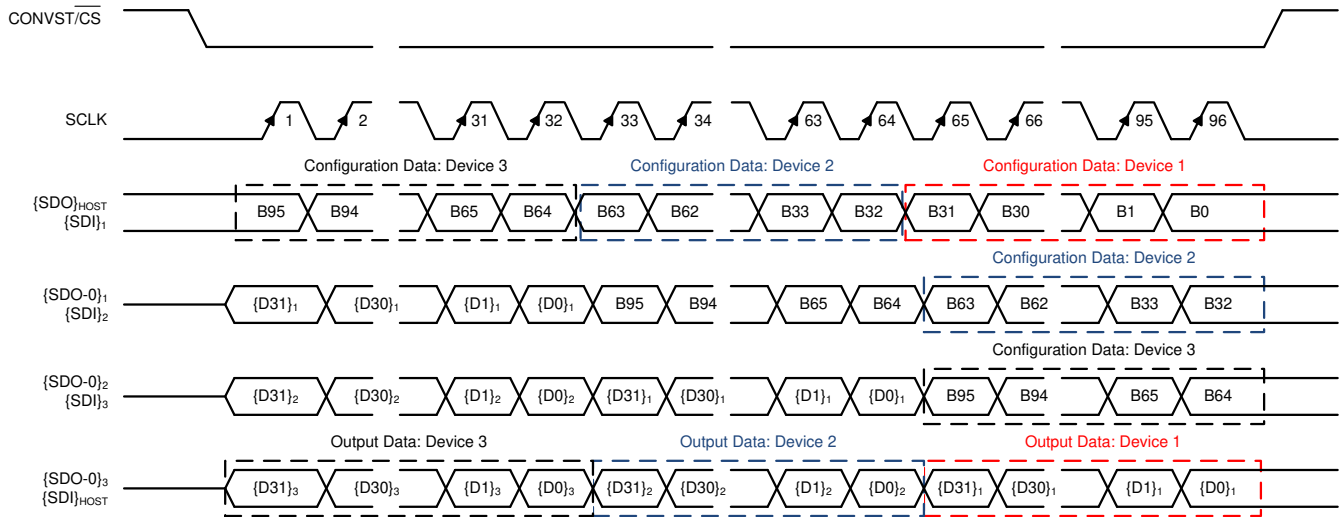 CONVST/CS
SCLK
1 2 31 32 33 34 63 64 65 66 95 96
Configuration Data: Device 3 Configuration Data: Device 2 Configuration Data: Device 1
{SDO}HOST
{SDI}1
B95 B94 B65 B64 B63 B62 B33 B32 B31 B30 B1 B0
Configuration Data: Device 2
{SDO-0}1
{SDI}2
{D31}1 {D30}1 {D1}1 {D0}1 B95 B94 B65 B64 B63 B62 B33 B32
Configuration Data: Device 3
{SDO-0}2
{SDI}3
{D31}2 {D30}2 {D1}2 {D0}2 {D31}1 {D30}1 {D1}1 {D0}1 B95 B94 B65 B64
Output Data: Device 3 Output Data: Device 2 Output Data: Device 1
{SDO-0}3
{SDI}HOST
{D31}3 {D30}3 {D1}3 {D0}3 {D31}2 {D30}2 {D1}2 {D0}2 {D31}1 {D30}1 {D1}1 {D0}1